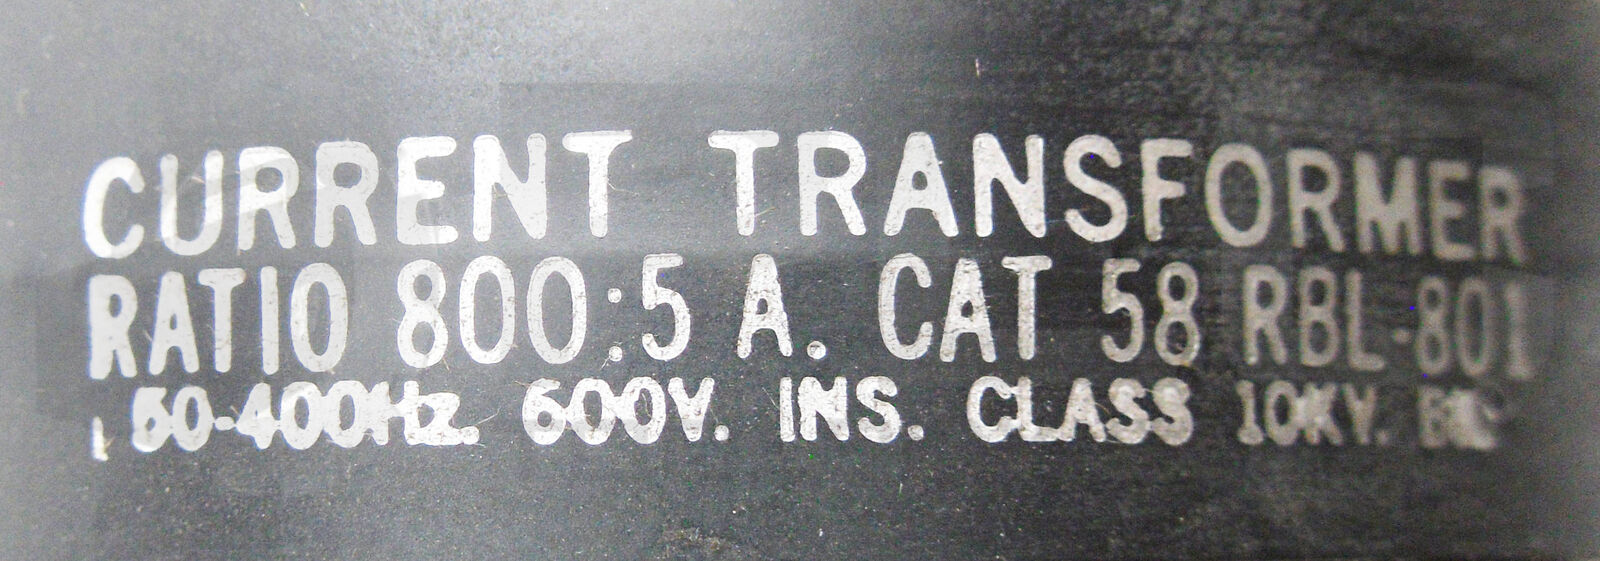 CURRENT TRANSFORMER
RATIO 800:5 A. CAT 58 RBL-801
50-400Hz. 600V. INS. CLASS 10KV.